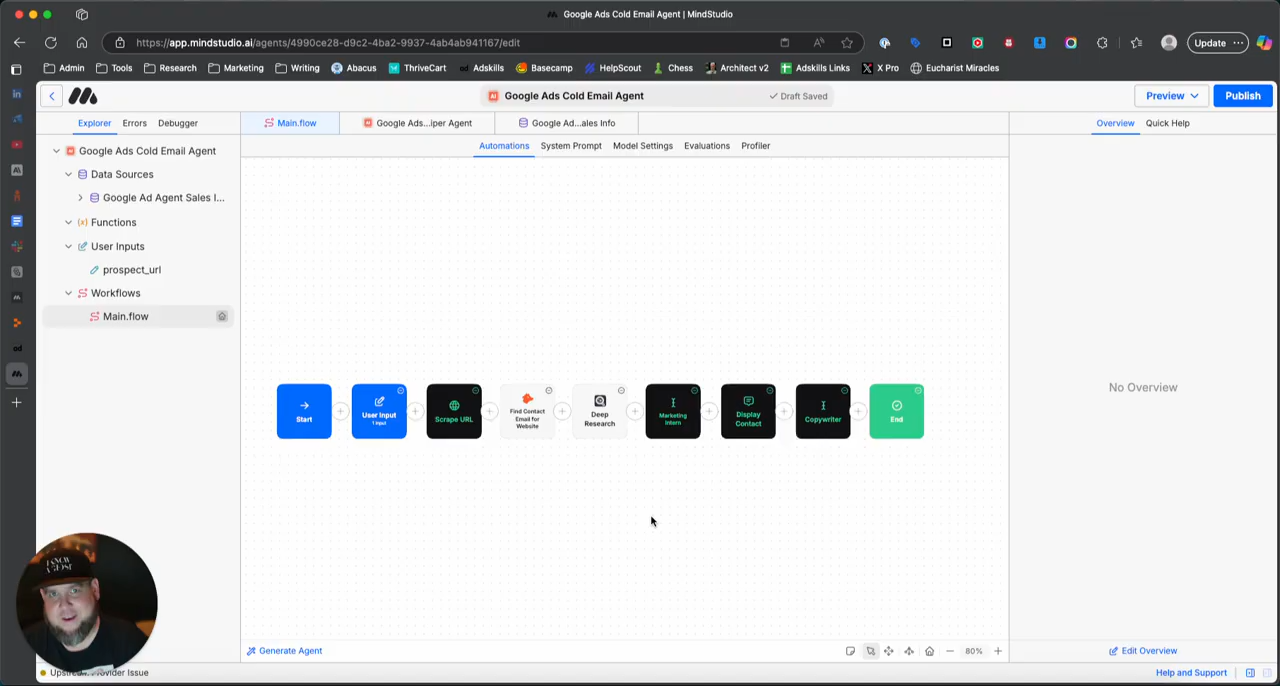 Google Ads Cold Email Agent | MindStudio
https://app.mindstudio.ai/agents/4990ce28-d9c2-4ba2-9937-4ab4ab941167/edit
Update
Admin Tools Research Marketing Writing Abacus ThriveCart Adskills Basecamp HelpScout Chess Architect v2 Adskills Links X Pro Eucharist Miracles
Google Ads Cold Email Agent
Draft Saved
Preview
Publish
Explorer Errors Debugger
Main.flow
Google Ads...iper Agent
Google Ad...ales Info
Overview Quick Help
Automations System Prompt Model Settings Evaluations Profiler
Google Ads Cold Email Agent
Data Sources
Google Ad Agent Sales I...
Functions
User Inputs
prospect_url
Workflows
Main.flow
No Overview
Start
User Input
1 input
Scrape URL
Find Contact
Email for
Website
Deep
Research
Marketing
Intern
Display
Contact
Copywriter
End
Generate Agent
80%
Edit Overview
Provider Issue
Help and Support